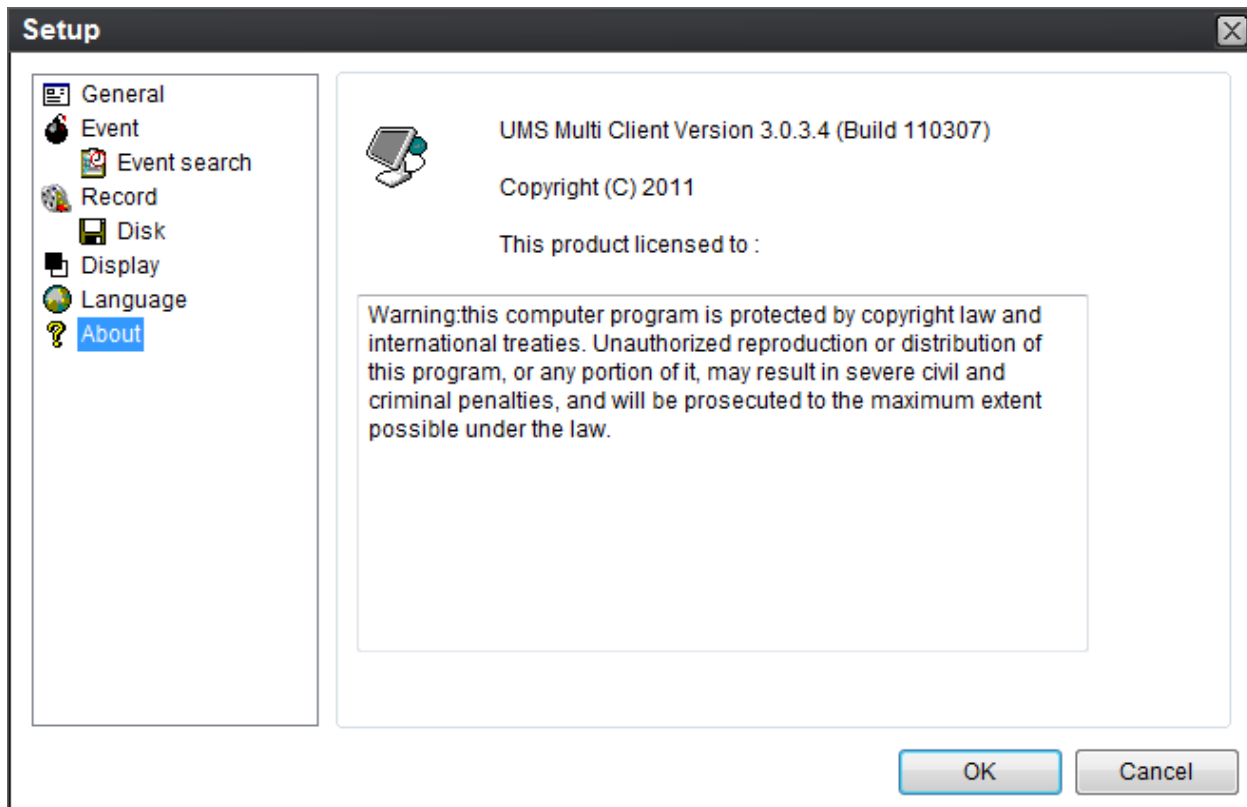 Setup
General
Event
Event search
Record
Disk
Display
Language
About
UMS Multi Client Version 3.0.3.4 (Build 110307)
Copyright (C) 2011
This product licensed to :
Warning:this computer program is protected by copyright law and
international treaties. Unauthorized reproduction or distribution of
this program, or any portion of it, may result in severe civil and
criminal penalties, and will be prosecuted to the maximum extent
possible under the law.
OK
Cancel